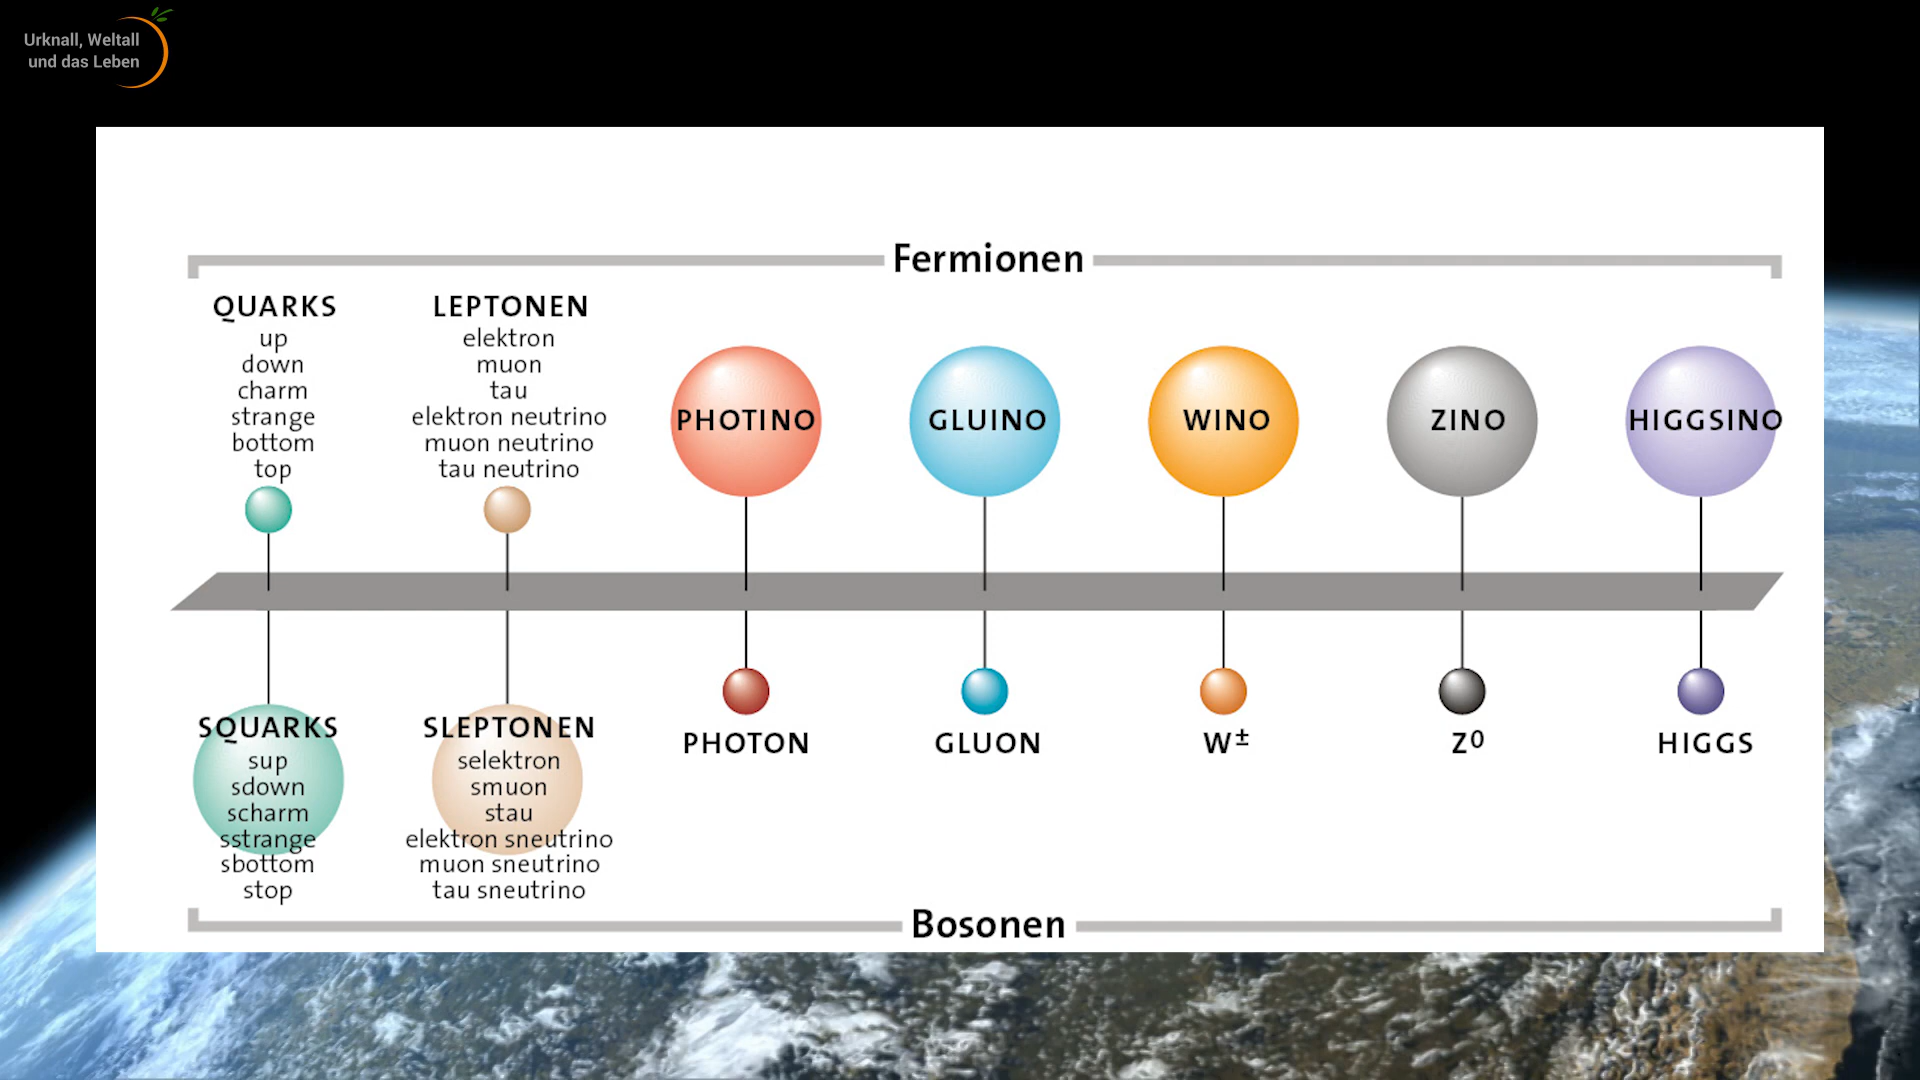 Urknall, Weltall
und das Leben
Fermionen
QUARKS
up
down
charm
strange
bottom
top
LEPTONEN
elektron
muon
tau
elektron neutrino
muon neutrino
tau neutrino
PHOTINO
GLUINO
WINO
ZINO
HIGGSINO
SQUARKS
sup
sdown
scharm
sstrange
sbottom
stop
SLEPTONEN
selektron
smuon
stau
elektron sneutrino
muon sneutrino
tau sneutrino
PHOTON
GLUON
W±
Z⁰
HIGGS
Bosonen